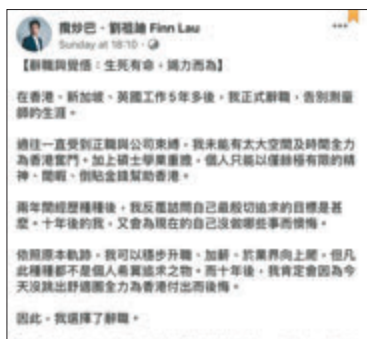 攬炒巴・劉祖廸 Finn Lau
Sunday at 18:10 ·
【辭職與覺悟:生死有命,竭力而為】
在香港、新加坡、英國工作5年多後,我正式辭職,告別測量
師的生涯。
過往一直受到正職與公司束縛,我未能有太大空間及時間全力
為香港奮鬥。加上碩士學業重擔,個人只能以僅餘極有限的精
神、閒暇、倒貼金錢幫助香港。
兩年間經歷種種後,我反覆詰問自己最殷切追求的目標是甚
麼。十年後的我,又會為現在的自己沒做哪些事而懊悔。
依照原本軌跡,我可以穩步升職、加薪、於業界向上爬,但凡
此種種都不是個人希冀追求之物。而十年後,我肯定會因為今
天沒跳出舒適圈全力為香港付出而後悔。
因此,我選擇了辭職。